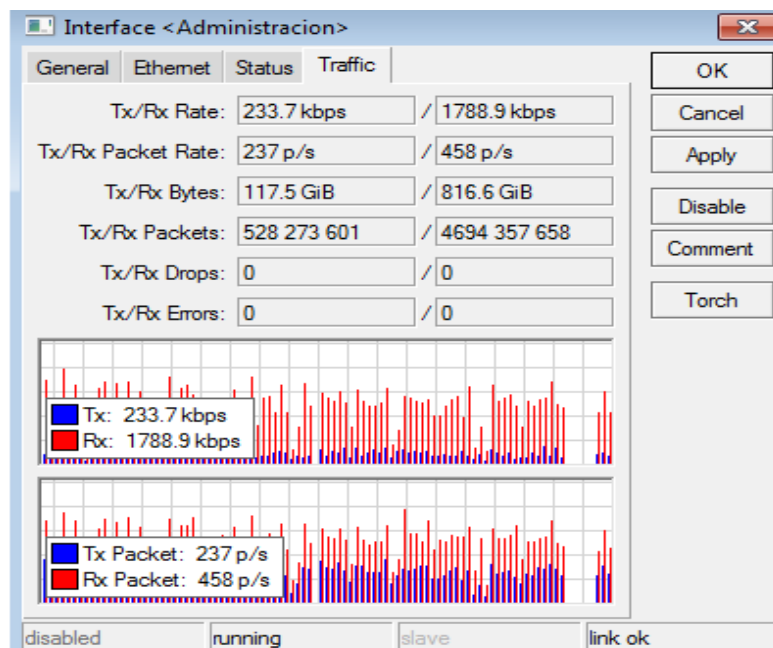 Interface <Administracion>
General Ethernet Status Traffic
Tx/Rx Rate: 233.7 kbps / 1788.9 kbps
Tx/Rx Packet Rate: 237 p/s / 458 p/s
Tx/Rx Bytes: 117.5 GiB / 816.6 GiB
Tx/Rx Packets: 528 273 601 / 4694 357 658
Tx/Rx Drops: 0 / 0
Tx/Rx Errors: 0 / 0
OK
Cancel
Apply
Disable
Comment
Torch
Tx: 233.7 kbps
Rx: 1788.9 kbps
Tx Packet: 237 p/s
Rx Packet: 458 p/s
disabled running slave link ok